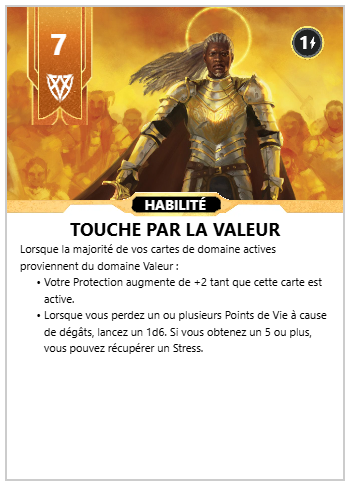 7
1
HABILITÉ
TOUCHE PAR LA VALEUR
Lorsque la majorité de vos cartes de domaine actives
proviennent du domaine Valeur :
• Votre Protection augmente de +2 tant que cette carte est
active.
• Lorsque vous perdez un ou plusieurs Points de Vie à cause
de dégâts, lancez un 1d6. Si vous obtenez un 5 ou plus,
vous pouvez récupérer un Stress.